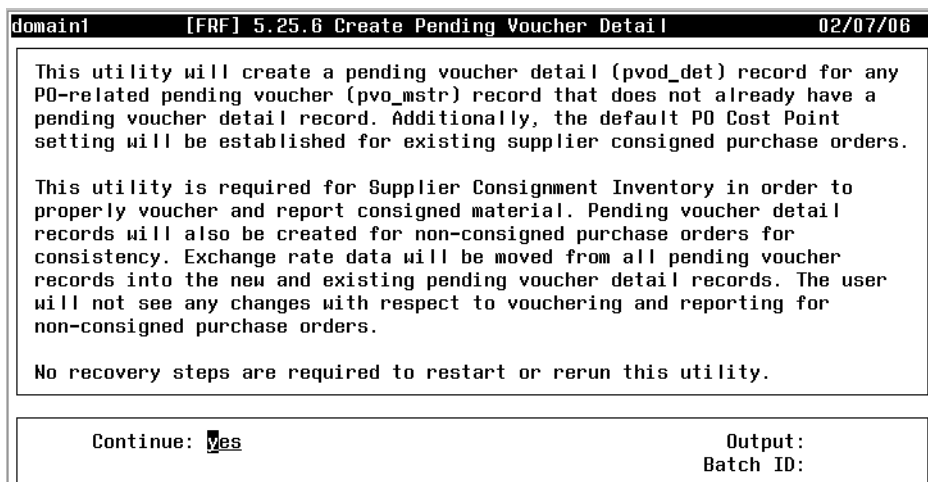 domain1 [FRF] 5.25.6 Create Pending Voucher Detail 02/07/06
This utility will create a pending voucher detail (pvod_det) record for any
PO-related pending voucher (pvo_mstr) record that does not already have a
pending voucher detail record. Additionally, the default PO Cost Point
setting will be established for existing supplier consigned purchase orders.
This utility is required for Supplier Consignment Inventory in order to
properly voucher and report consigned material. Pending voucher detail
records will also be created for non-consigned purchase orders for
consistency. Exchange rate data will be moved from all pending voucher
records into the new and existing pending voucher detail records. The user
will not see any changes with respect to vouchering and reporting for
non-consigned purchase orders.
No recovery steps are required to restart or rerun this utility.
Continue: yes Output:
Batch ID: